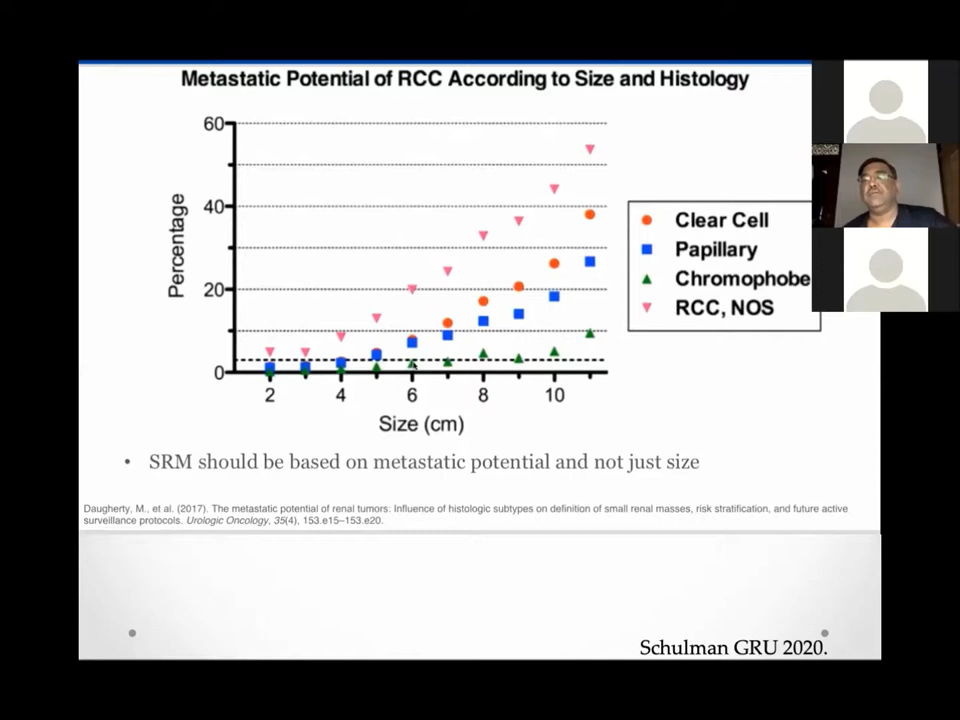 Metastatic Potential of RCC According to Size and Histology
60
40
20
0
Percentage
2 4 6 8 10
Size (cm)
Clear Cell
Papillary
Chromophobe
RCC, NOS
• SRM should be based on metastatic potential and not just size
Daugherty, M., et al. (2017). The metastatic potential of renal tumors: Influence of histologic subtypes on definition of small renal masses, risk stratification, and future active
surveillance protocols. Urologic Oncology, 35(4), 153.e15–153.e20.
Schulman GRU 2020.